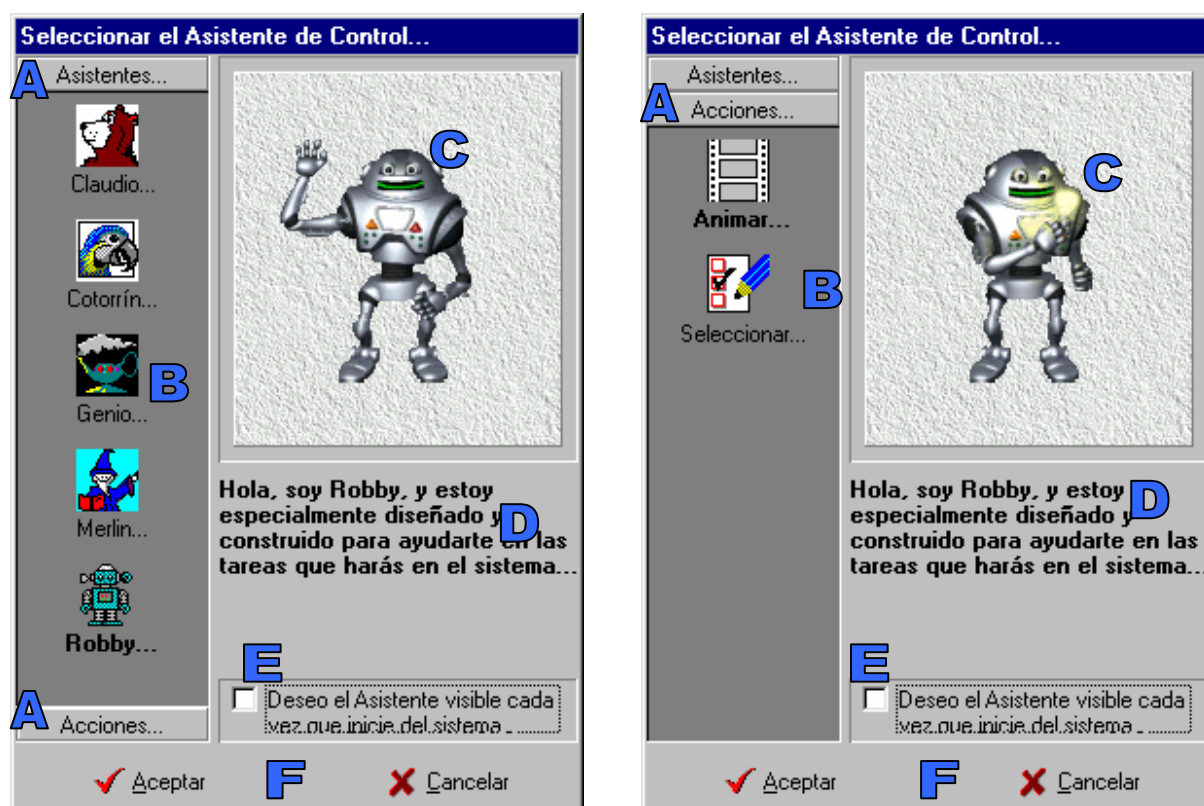 Seleccionar el Asistente de Control...
A Asistentes...
Claudio...
Cotorrín...
Genio...
B
Merlin...
Robby...
A Acciones...
C
Hola, soy Robby, y estoy
especialmente diseñado y
construido para ayudarte en las
tareas que harás en el sistema...
D
E
Deseo el Asistente visible cada
vez que inicie del sistema
Aceptar
F
Cancelar
Seleccionar el Asistente de Control...
Asistentes...
A Acciones...
Animar...
B
Seleccionar...
C
Hola, soy Robby, y estoy
especialmente diseñado y
construido para ayudarte en las
tareas que harás en el sistema...
D
E
Deseo el Asistente visible cada
vez que inicie del sistema
Aceptar
F
Cancelar